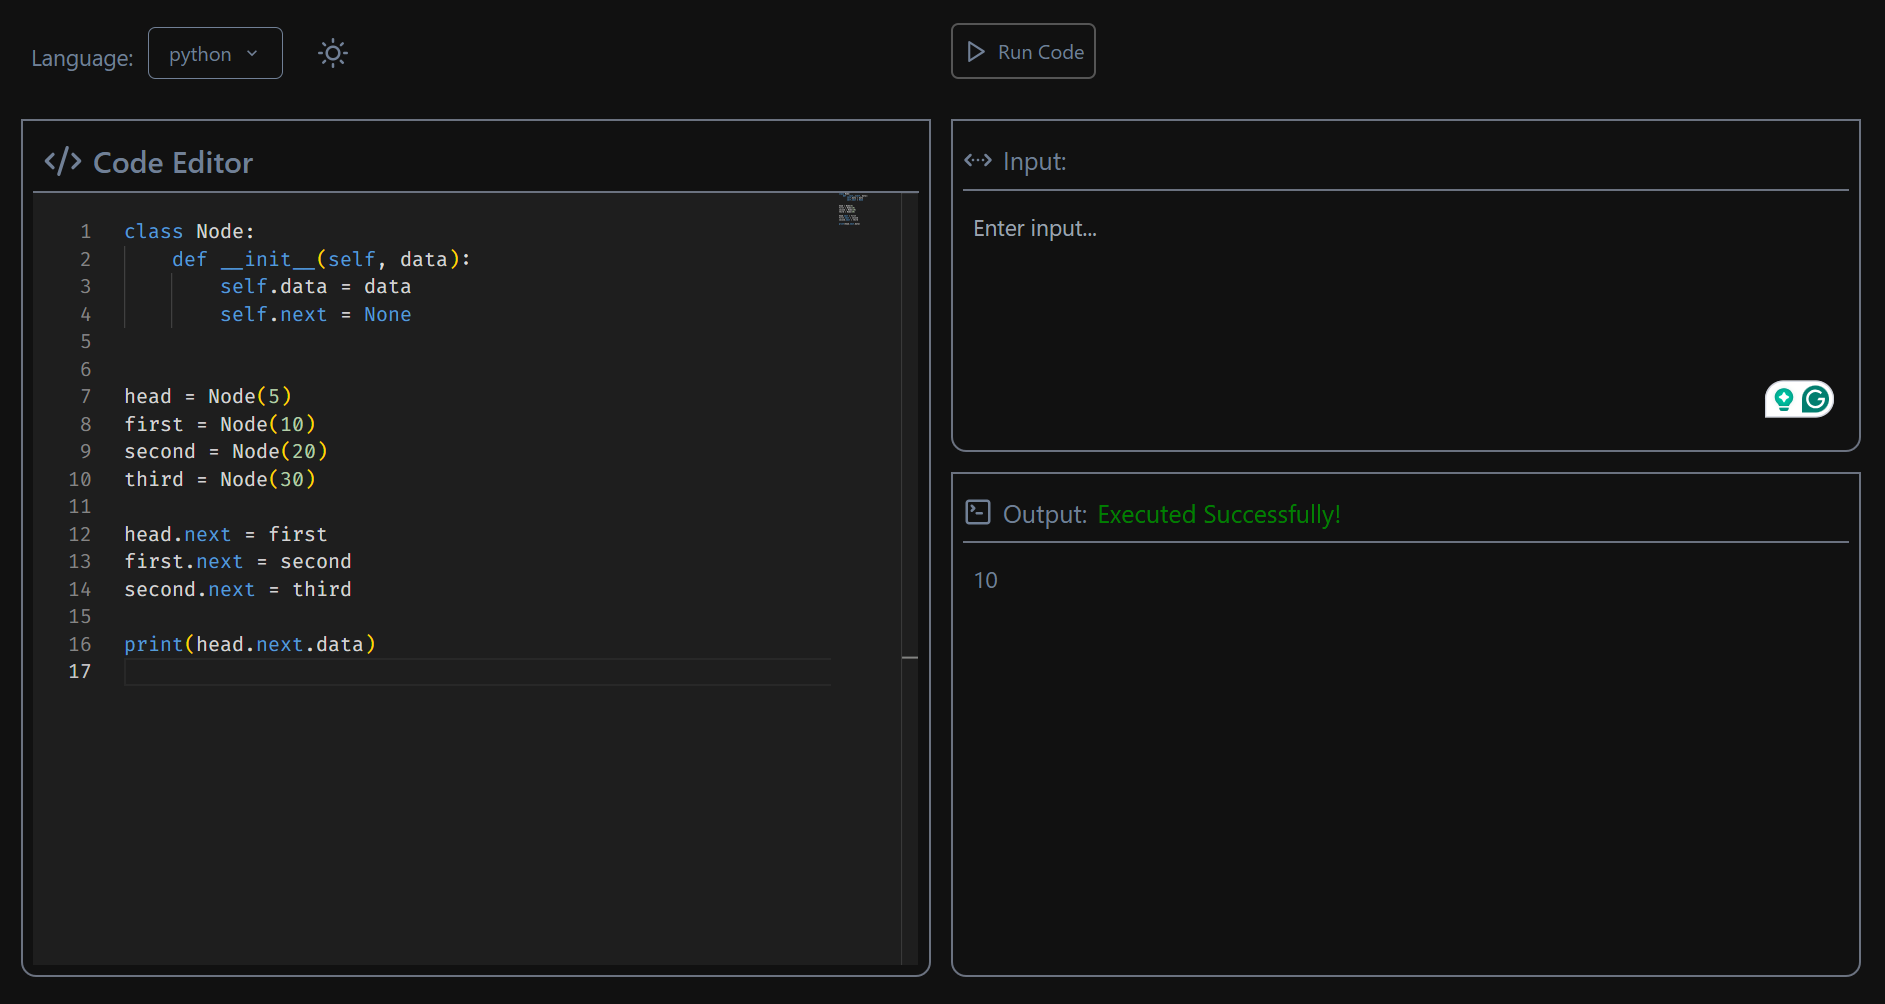 Language: python
Run Code
Code Editor
1 class Node:
2     def __init__(self, data):
3         self.data = data
4         self.next = None
5
6
7 head = Node(5)
8 first = Node(10)
9 second = Node(20)
10 third = Node(30)
11
12 head.next = first
13 first.next = second
14 second.next = third
15
16 print(head.next.data)
17
Input:
Enter input...
Output: Executed Successfully!
10